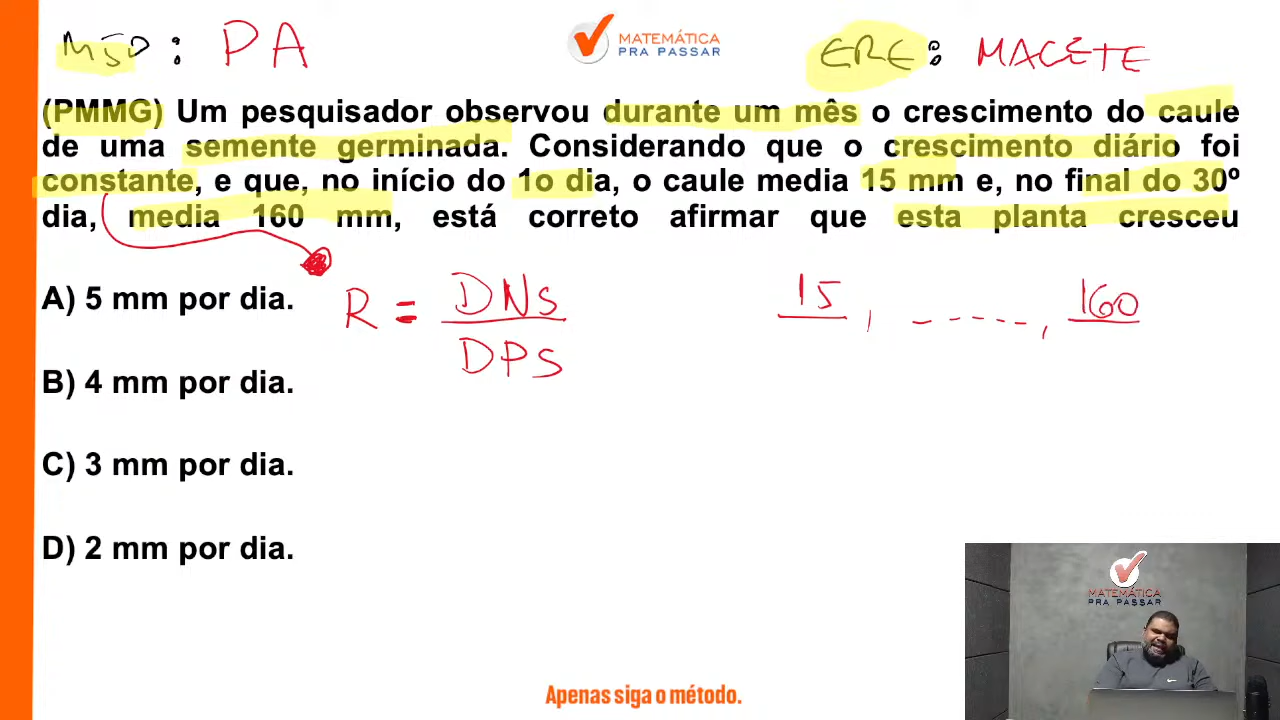 MSD: PA
MATEMÁTICA
PRA PASSAR
ERE: MACETE
(PMMG) Um pesquisador observou durante um mês o crescimento do caule
de uma semente germinada. Considerando que o crescimento diário foi
constante, e que, no início do 1o dia, o caule media 15 mm e, no final do 30º
dia, media 160 mm, está correto afirmar que esta planta cresceu
A) 5 mm por dia.
R = DNS
DPS
15, ------, 160
B) 4 mm por dia.
C) 3 mm por dia.
D) 2 mm por dia.
MATEMÁTICA
PRA PASSAR
Apenas siga o método.